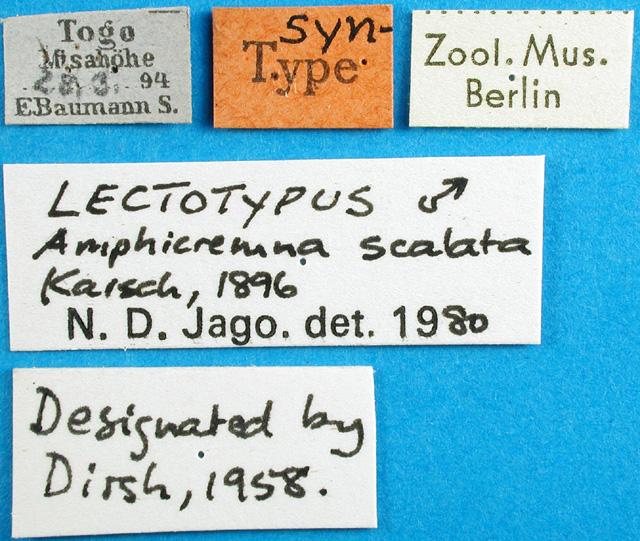 Togo
Misahöhe
94
E.Baumann S.
syn-
Type
Zool. Mus.
Berlin
LECTOTYPUS ♂
Amphicremna scalata
Karsch, 1896
N. D. Jago. det. 1980
Designated by
Dirsh, 1958.